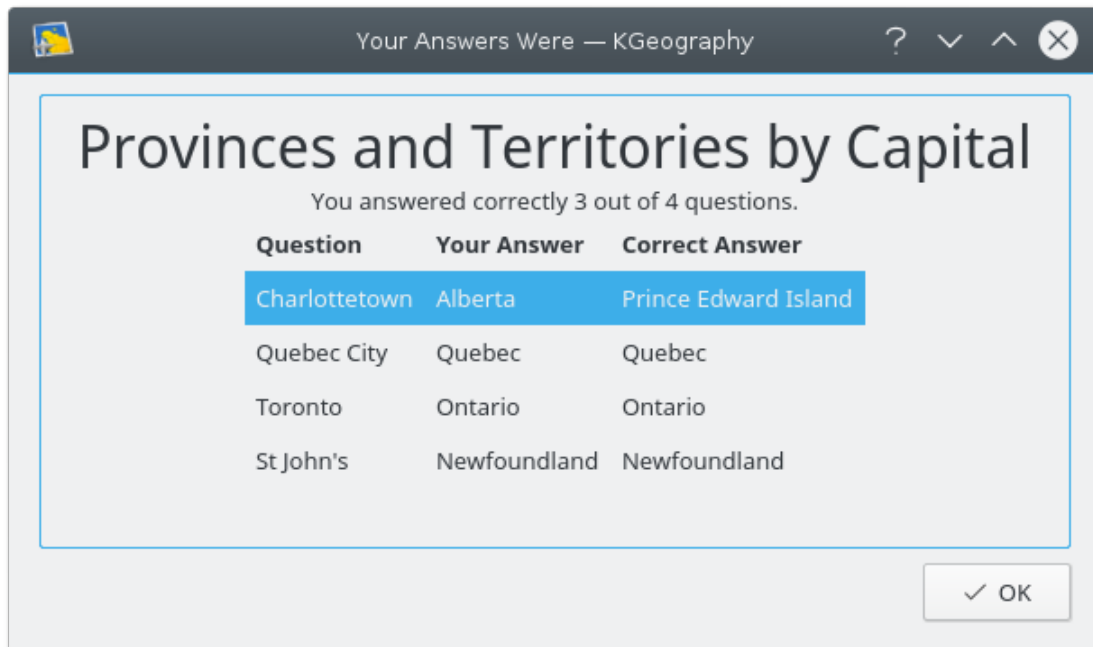 Your Answers Were — KGeography
Provinces and Territories by Capital
You answered correctly 3 out of 4 questions.
Question Your Answer Correct Answer
Charlottetown Alberta Prince Edward Island
Quebec City Quebec Quebec
Toronto Ontario Ontario
St John's Newfoundland Newfoundland
OK